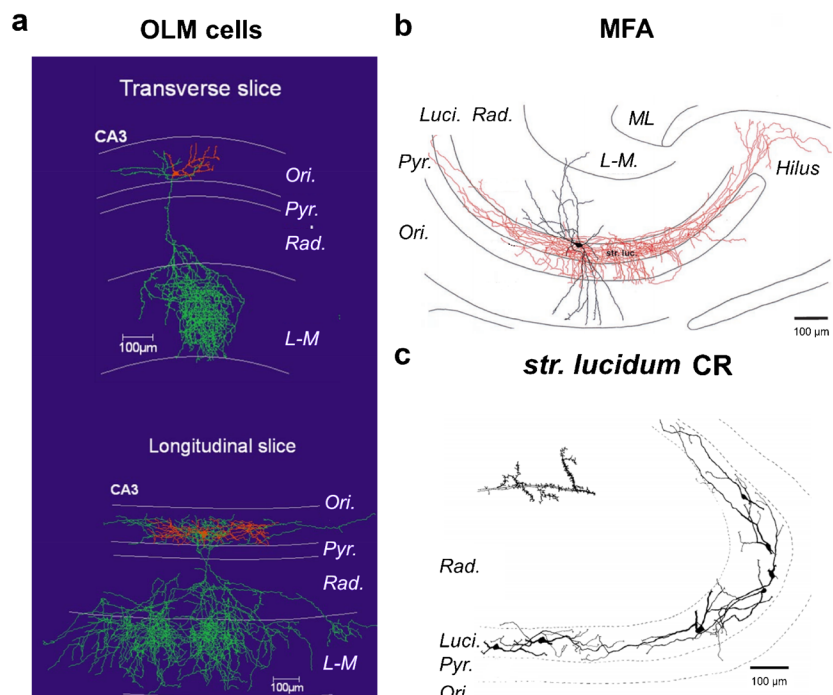 a
OLM cells
Transverse slice
CA3
Ori.
Pyr.
Rad.
L-M
100µm
Longitudinal slice
CA3
Ori.
Pyr.
Rad.
L-M
100µm
b
MFA
Luci. Rad. ML
L-M.
Pyr. Hilus
Ori.
str. luc.
100 µm
c
str. lucidum CR
Rad.
Luci.
Pyr.
Ori.
100 µm